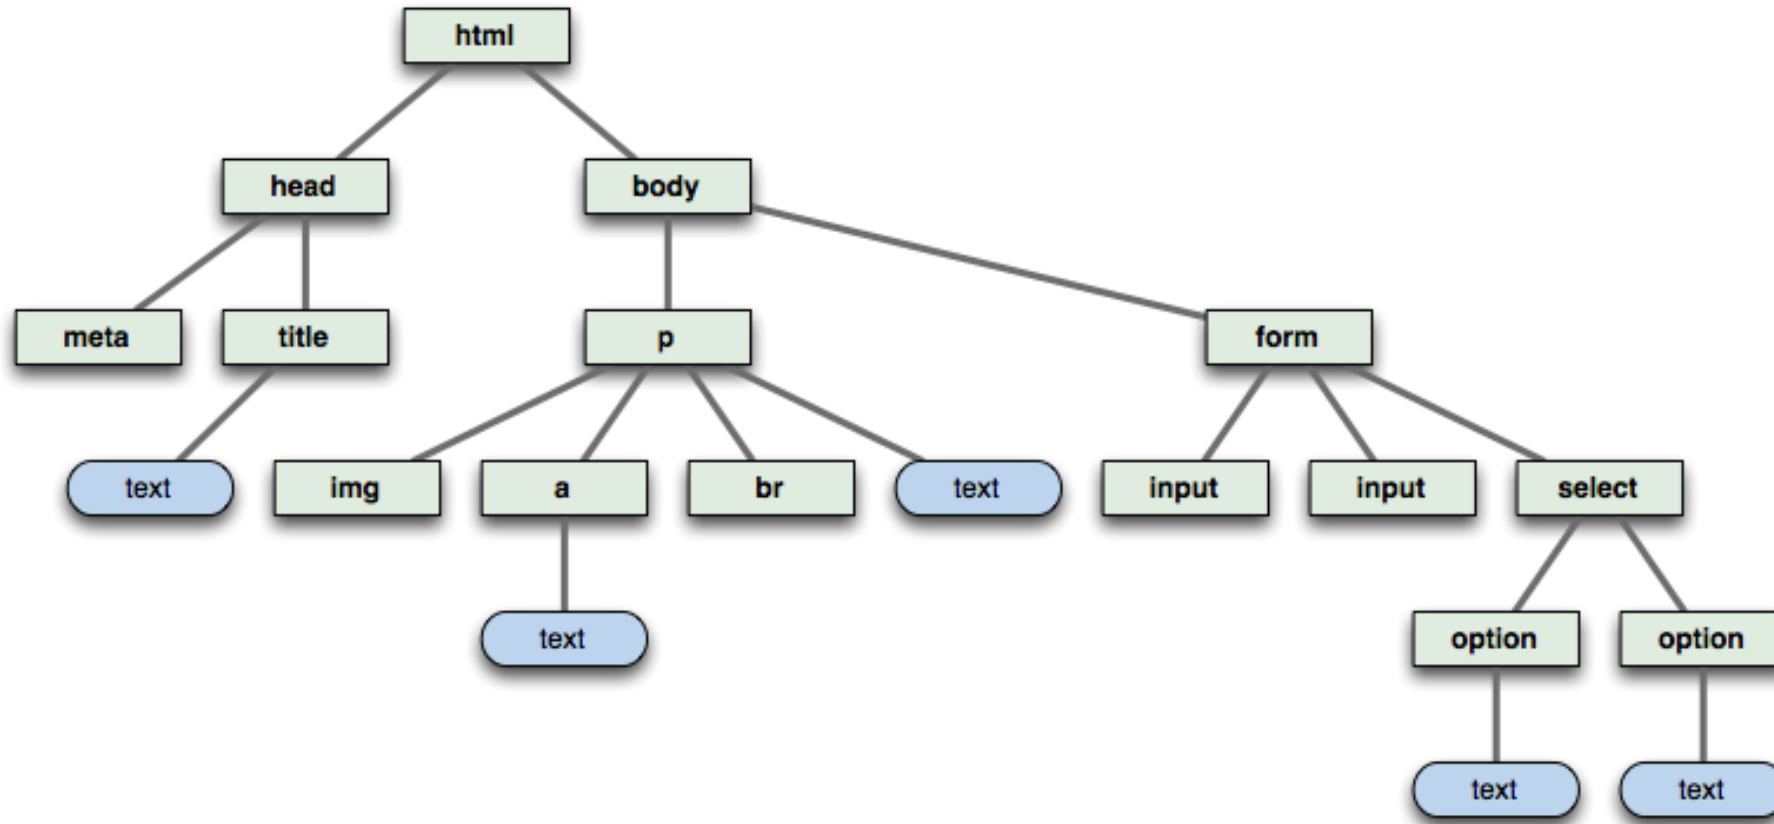 html
head
body
meta
title
p
form
text
img
a
br
text
input
input
select
text
option
option
text
text